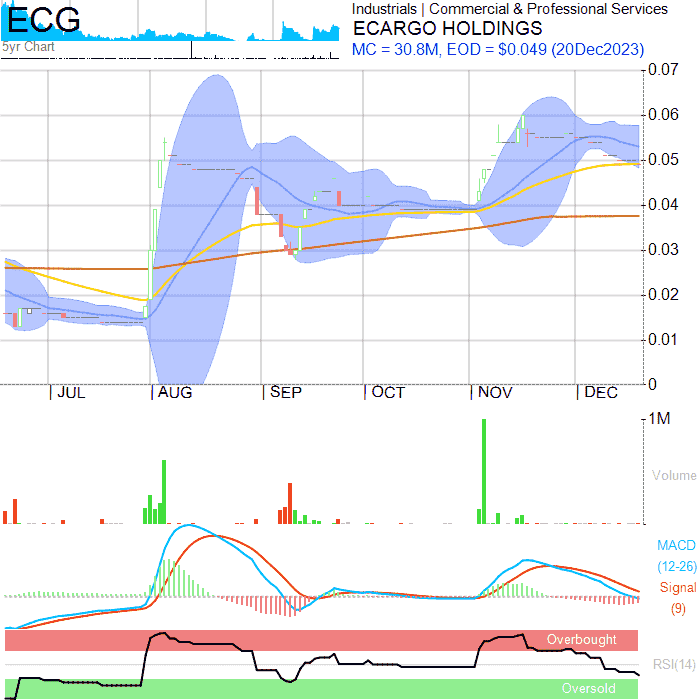 ECG
5yr Chart
Industrials | Commercial & Professional Services
ECARGO HOLDINGS
MC = 30.8M, EOD = $0.049 (20Dec2023)
0.07
0.06
0.05
0.04
0.03
0.02
0.01
0
| JUL | AUG | SEP | OCT | NOV | DEC
1M
Volume
MACD
(12-26)
Signal
(9)
Overbought
RSI(14)
Oversold